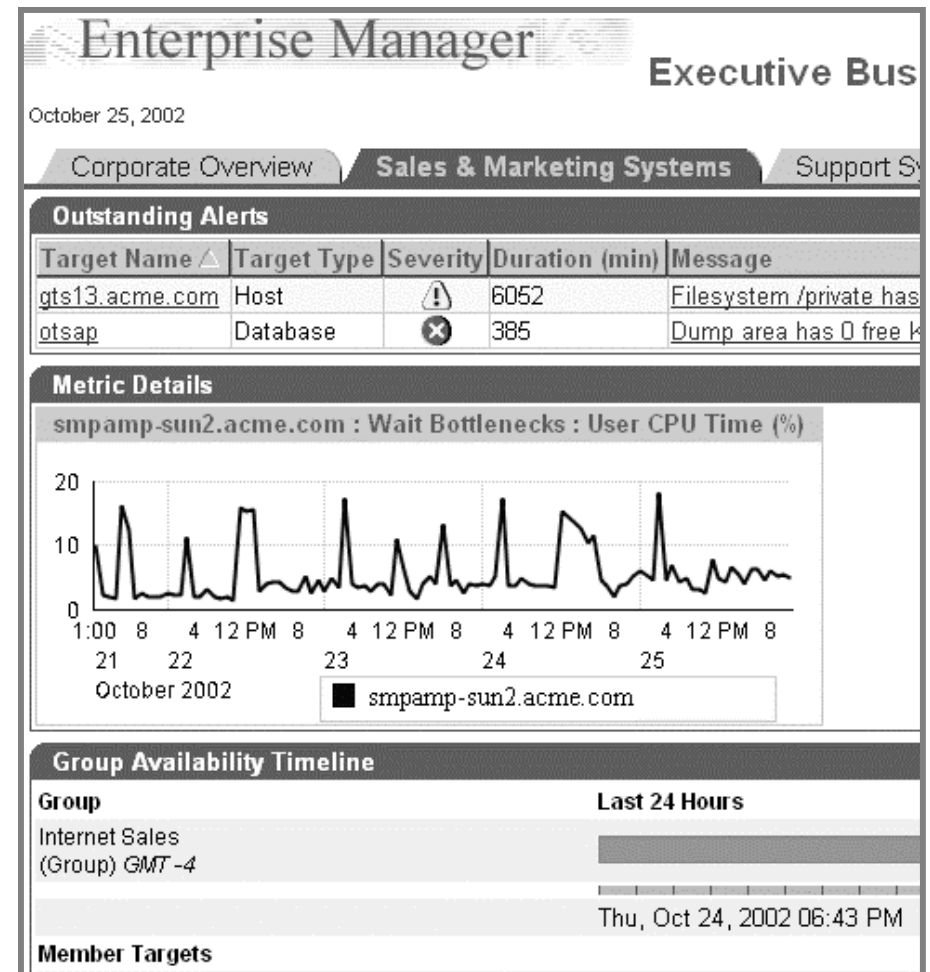 Enterprise Manager
Executive Bus
October 25, 2002
Corporate Overview Sales & Marketing Systems Support Sy
Outstanding Alerts
Target Name Target Type Severity Duration (min) Message
gts13.acme.com Host 6052 Filesystem /private has
otsap Database 385 Dump area has 0 free K
Metric Details
smpamp-sun2.acme.com : Wait Bottlenecks : User CPU Time (%)
20
10
0
1:00 8 4 12 PM 8 4 12 PM 8 4 12 PM 8 4 12 PM 8
21 22 23 24 25
October 2002
smpamp-sun2.acme.com
Group Availability Timeline
Group Last 24 Hours
Internet Sales
(Group) GMT -4
Thu, Oct 24, 2002 06:43 PM
Member Targets